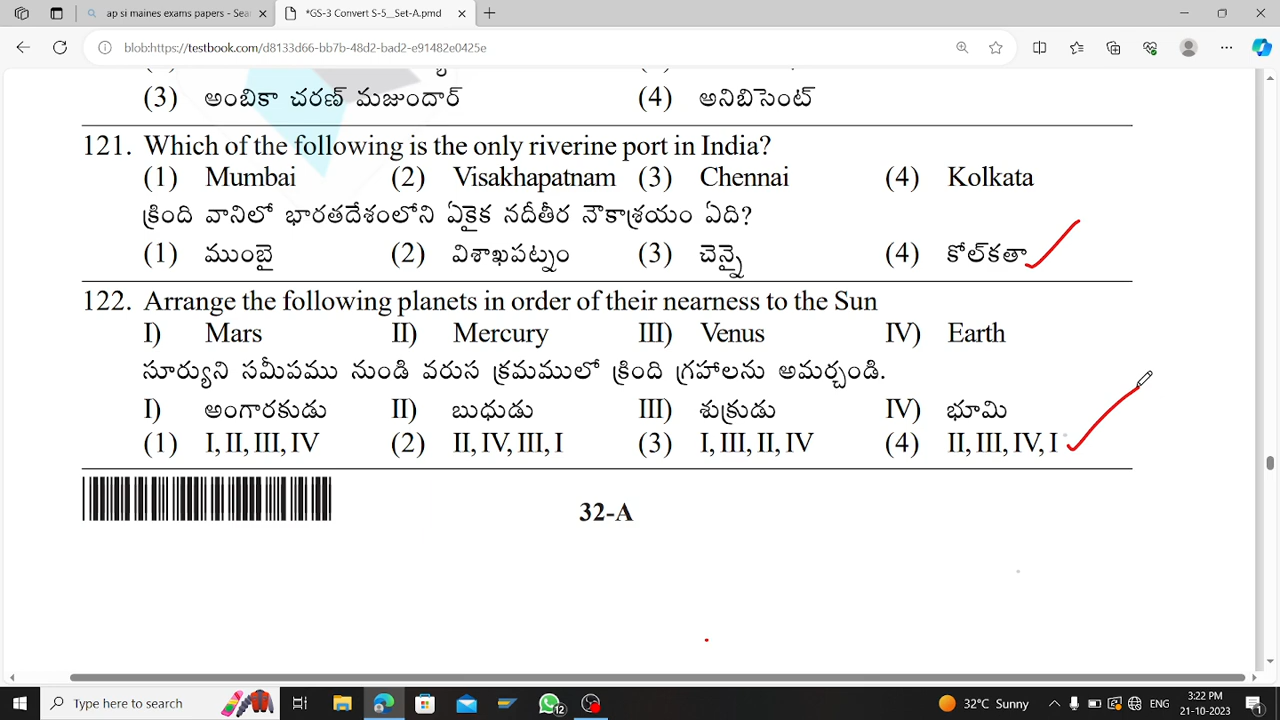 ap si maines exams papers - Sea
*GS-3 Convert S-5__Set-A.pmd
blob:https://testbook.com/d8133d66-bb7b-48d2-bad2-e91482e0425e
(3) అంబికా చరణ్ మజుందార్ (4) అనిబిసెంట్
121. Which of the following is the only riverine port in India?
(1) Mumbai (2) Visakhapatnam (3) Chennai (4) Kolkata
క్రింది వానిలో భారతదేశంలోని ఏకైక నదీతీర నౌకాశ్రయం ఏది?
(1) ముంబై (2) విశాఖపట్నం (3) చెన్నై (4) కోల్‌కతా
122. Arrange the following planets in order of their nearness to the Sun
I) Mars II) Mercury III) Venus IV) Earth
సూర్యుని సమీపము నుండి వరుస క్రమములో క్రింది గ్రహాలను అమర్చండి.
I) అంగారకుడు II) బుధుడు III) శుక్రుడు IV) భూమి
(1) I, II, III, IV (2) II, IV, III, I (3) I, III, II, IV (4) II, III, IV, I
32-A
Type here to search
12
32°C Sunny
ENG
3:22 PM
21-10-2023
1